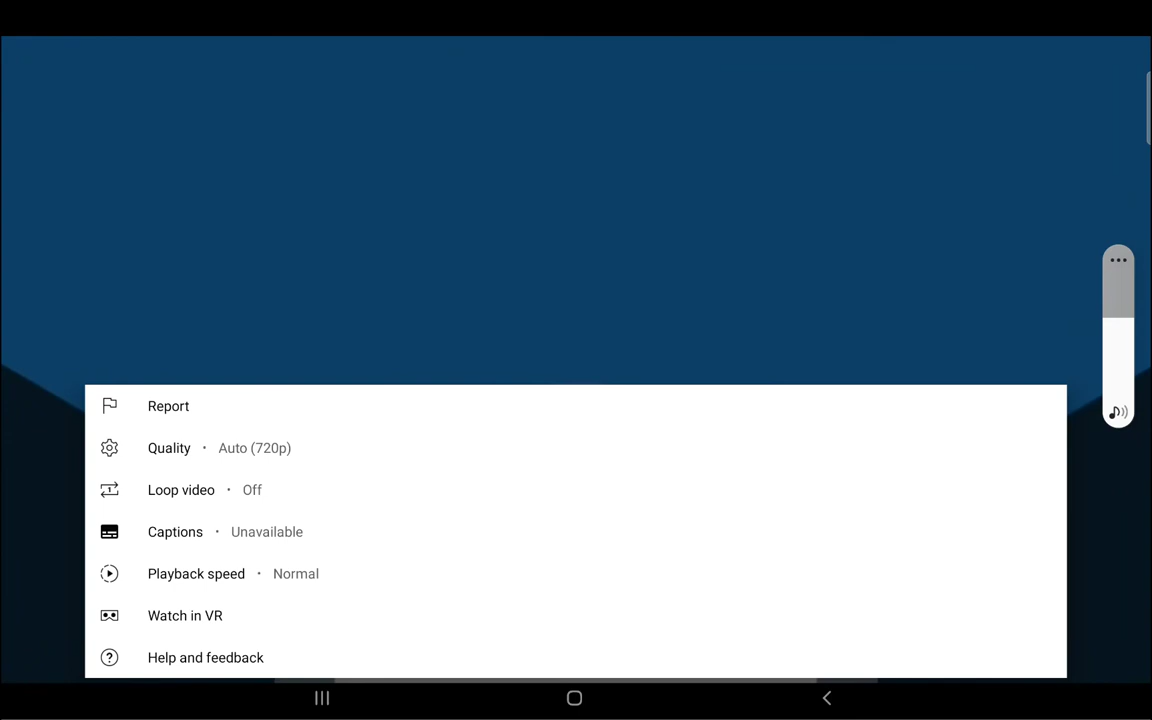 Report
Quality · Auto (720p)
Loop video · Off
Captions · Unavailable
Playback speed · Normal
Watch in VR
Help and feedback